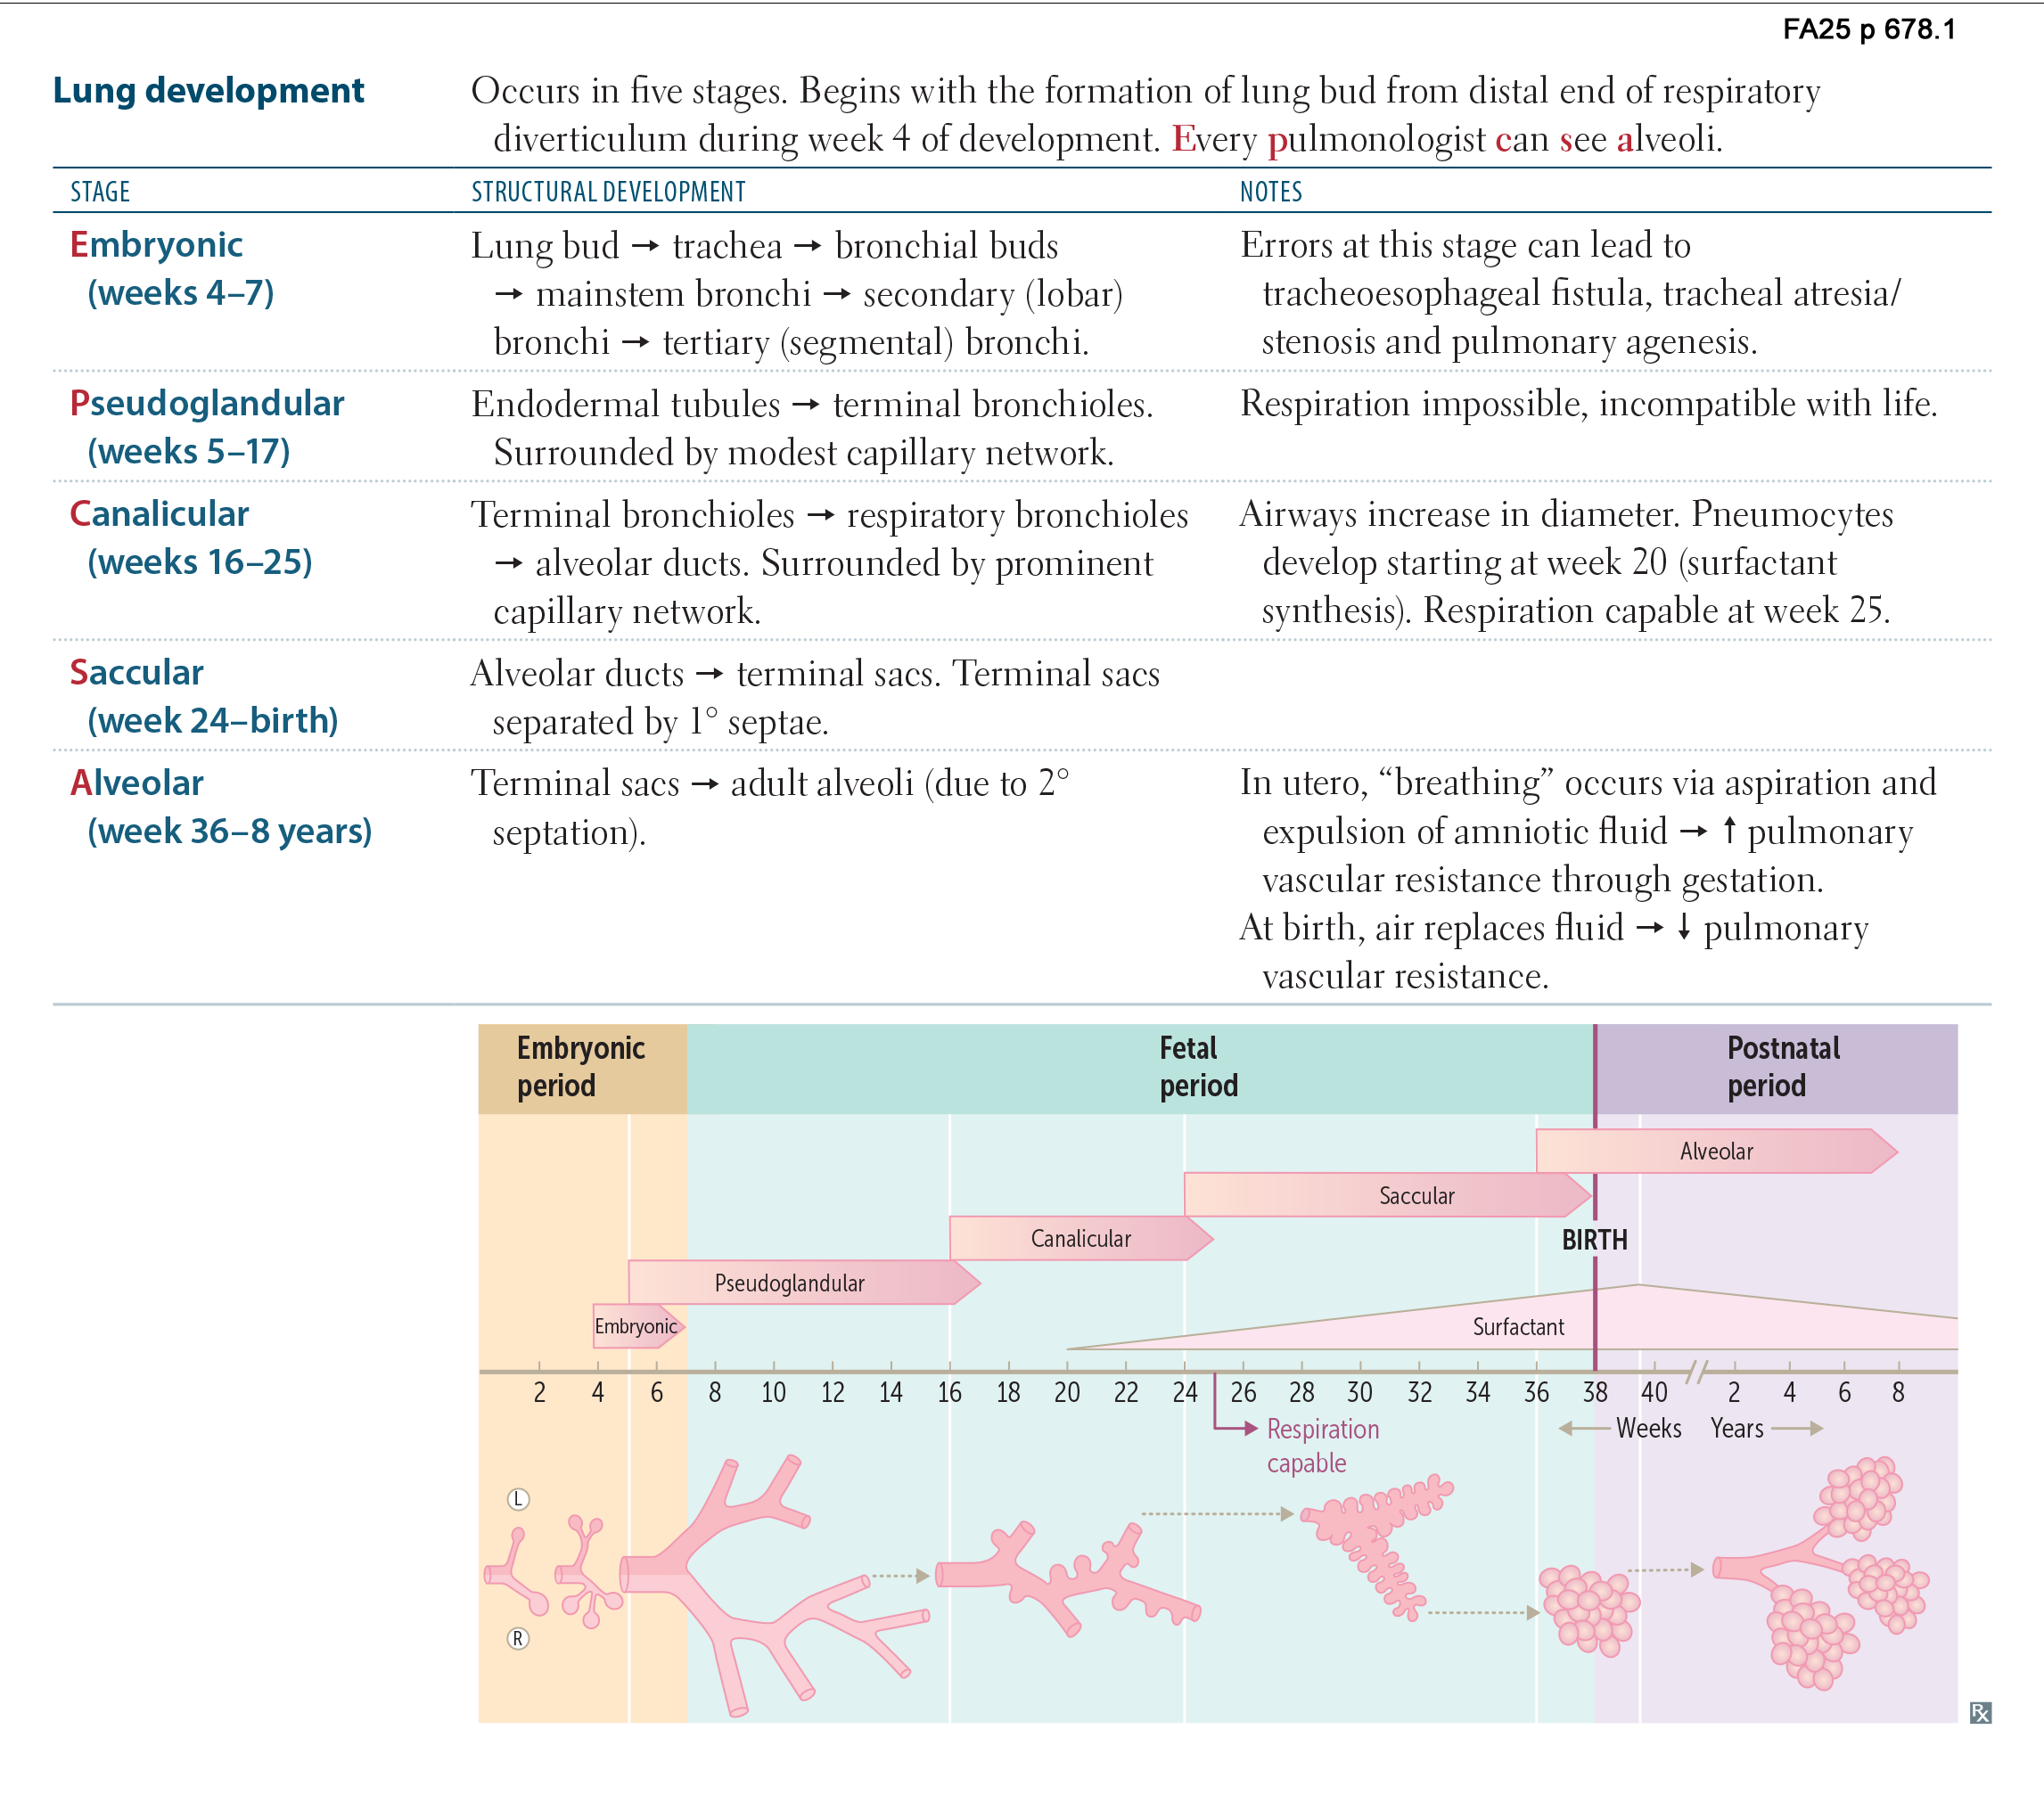 FA25 p 678.1
Lung development
Occurs in five stages. Begins with the formation of lung bud from distal end of respiratory
diverticulum during week 4 of development. Every pulmonologist can see alveoli.
STAGE
STRUCTURAL DEVELOPMENT
NOTES
Embryonic
(weeks 4–7)
Lung bud → trachea → bronchial buds
→ mainstem bronchi → secondary (lobar)
bronchi → tertiary (segmental) bronchi.
Errors at this stage can lead to
tracheoesophageal fistula, tracheal atresia/
stenosis and pulmonary agenesis.
Pseudoglandular
(weeks 5–17)
Endodermal tubules → terminal bronchioles.
Surrounded by modest capillary network.
Respiration impossible, incompatible with life.
Canalicular
(weeks 16–25)
Terminal bronchioles → respiratory bronchioles
→ alveolar ducts. Surrounded by prominent
capillary network.
Airways increase in diameter. Pneumocytes
develop starting at week 20 (surfactant
synthesis). Respiration capable at week 25.
Saccular
(week 24–birth)
Alveolar ducts → terminal sacs. Terminal sacs
separated by 1° septae.
Alveolar
(week 36–8 years)
Terminal sacs → adult alveoli (due to 2°
septation).
In utero, “breathing” occurs via aspiration and
expulsion of amniotic fluid → ↑ pulmonary
vascular resistance through gestation.
At birth, air replaces fluid → ↓ pulmonary
vascular resistance.
Embryonic
period
Fetal
period
Postnatal
period
Alveolar
Saccular
Canalicular
BIRTH
Pseudoglandular
Embryonic
Surfactant
2 4 6 8 10 12 14 16 18 20 22 24 26 28 30 32 34 36 38 40 2 4 6 8
Respiration
capable
Weeks Years
L
R
Rx